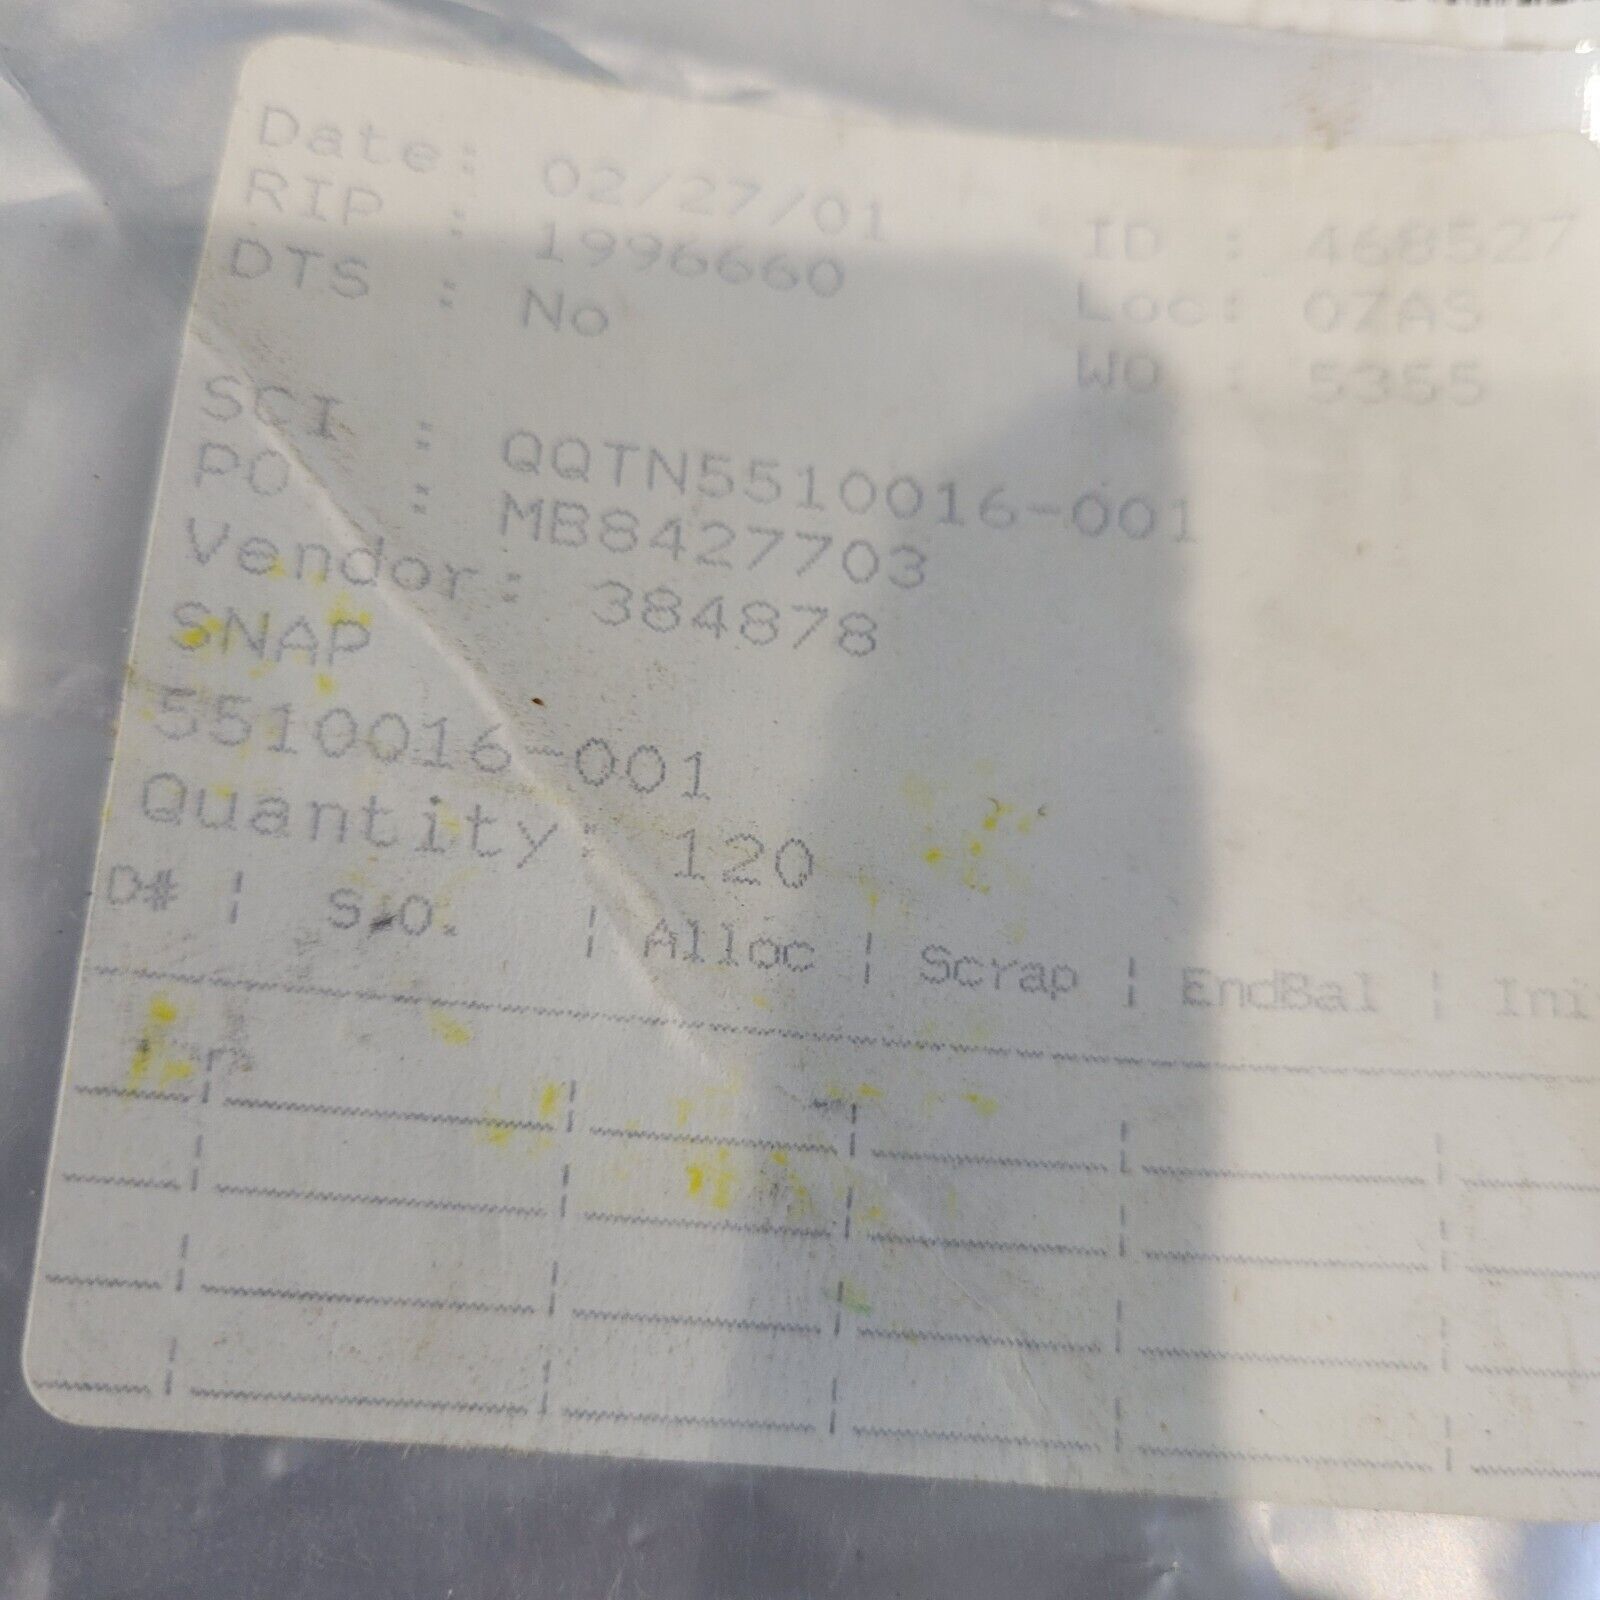 Date: 02/27/01 ID : 468527
RIP : 1996660 Loc: 07AS
DTS : No WO : 5355
SCI : QQTN5510016-001
PO : MB8427703
Vendor: 384878
SNAP
5510016-001
Quantity: 120
D# | S.O. | Alloc | Scrap | EndBal | Ini